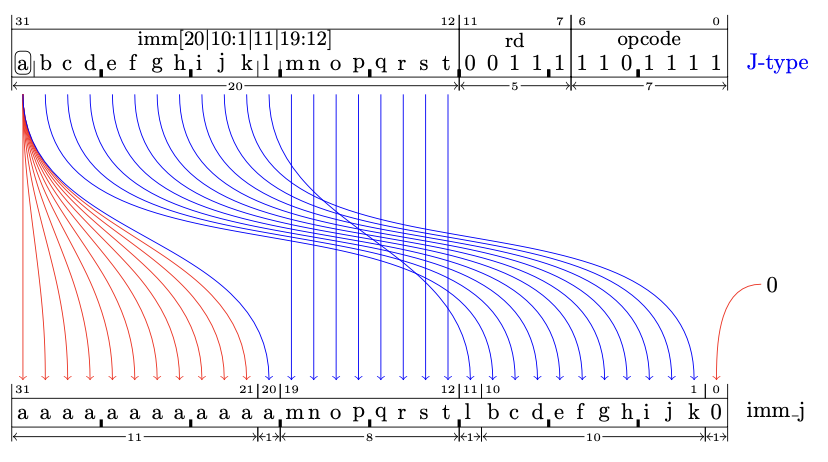 31 12 11 7 6 0
imm[20|10:1|11|19:12] rd opcode
a b c d e f g h i j k l m n o p q r s t 0 0 1 1 1 1 1 0 1 1 1 1 J-type
20 5 7
0
31 21 20 19 12 11 10 1 0
a a a a a a a a a a a a m n o p q r s t l b c d e f g h i j k 0 imm_j
11 1 8 1 10 1